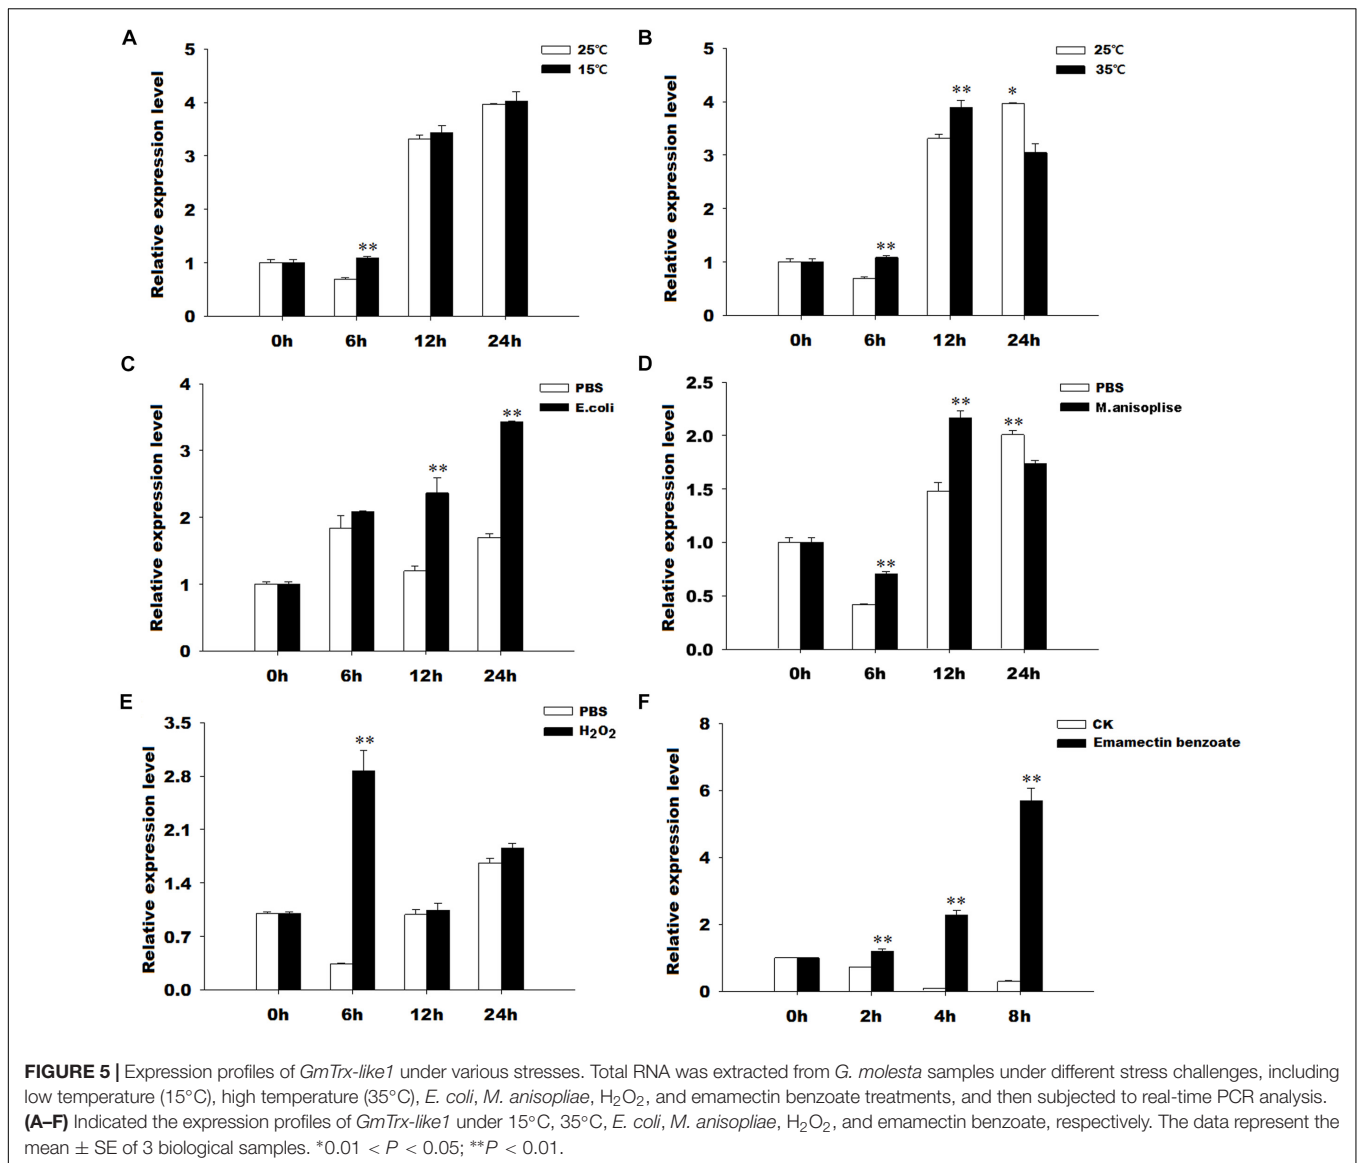 A
Relative expression level
5
4
3
2
1
0
25℃
15℃
**
0h 6h 12h 24h
B
Relative expression level
5
4
3
2
1
0
25℃
35℃
**
**
*
0h 6h 12h 24h
C
Relative expression level
4
3
2
1
0
PBS
E.coli
**
**
0h 6h 12h 24h
D
Relative expression level
2.5
2.0
1.5
1.0
0.5
0.0
PBS
M.anisoplise
**
**
**
0h 6h 12h 24h
E
Relative expression level
3.5
2.8
2.1
1.4
0.7
0.0
PBS
H₂O₂
**
0h 6h 12h 24h
F
Relative expression level
8
6
4
2
0
CK
Emamectin benzoate
**
**
**
0h 2h 4h 8h
FIGURE 5 | Expression profiles of GmTrx-like1 under various stresses. Total RNA was extracted from G. molesta samples under different stress challenges, including
low temperature (15°C), high temperature (35°C), E. coli, M. anisopliae, H₂O₂, and emamectin benzoate treatments, and then subjected to real-time PCR analysis.
(A–F) Indicated the expression profiles of GmTrx-like1 under 15°C, 35°C, E. coli, M. anisopliae, H₂O₂, and emamectin benzoate, respectively. The data represent the
mean ± SE of 3 biological samples. *0.01 < P < 0.05; **P < 0.01.